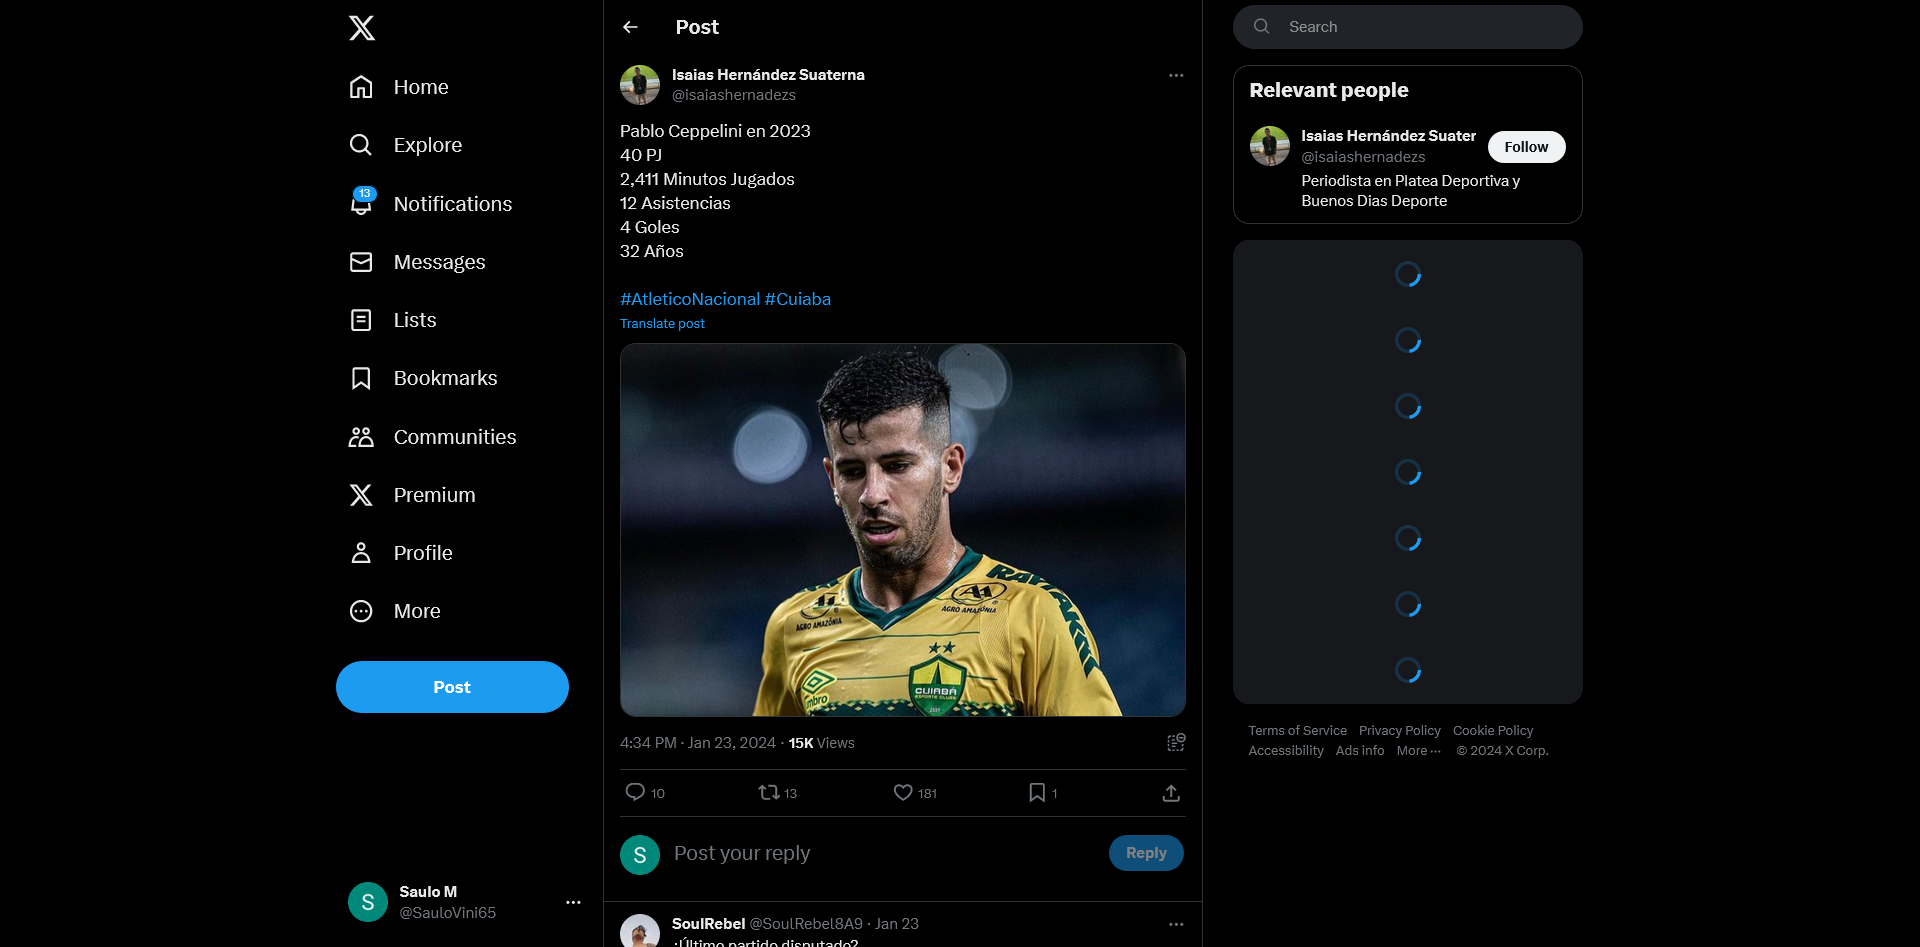 Home
Explore
13
Notifications
Messages
Lists
Bookmarks
Communities
Premium
Profile
More
Post
Saulo M
@SauloVini65
Post
Isaias Hernández Suaterna
@isaiashernadezs
Pablo Ceppelini en 2023
40 PJ
2,411 Minutos Jugados
12 Asistencias
4 Goles
32 Años
#AtleticoNacional #Cuiaba
Translate post
AGRO AMAZÔNIA
AGRO AMAZÔNIA
CUIABÁ
ESPORTE CLUBE
2001
4:34 PM · Jan 23, 2024 · 15K Views
10
13
181
1
S
Post your reply
Reply
SoulRebel @SoulRebel8A9 · Jan 23
¿Último partido disputado?
Search
Relevant people
Isaias Hernández Suater
@isaiashernadezs
Follow
Periodista en Platea Deportiva y
Buenos Dias Deporte
Terms of Service Privacy Policy Cookie Policy
Accessibility Ads info More ··· © 2024 X Corp.
S